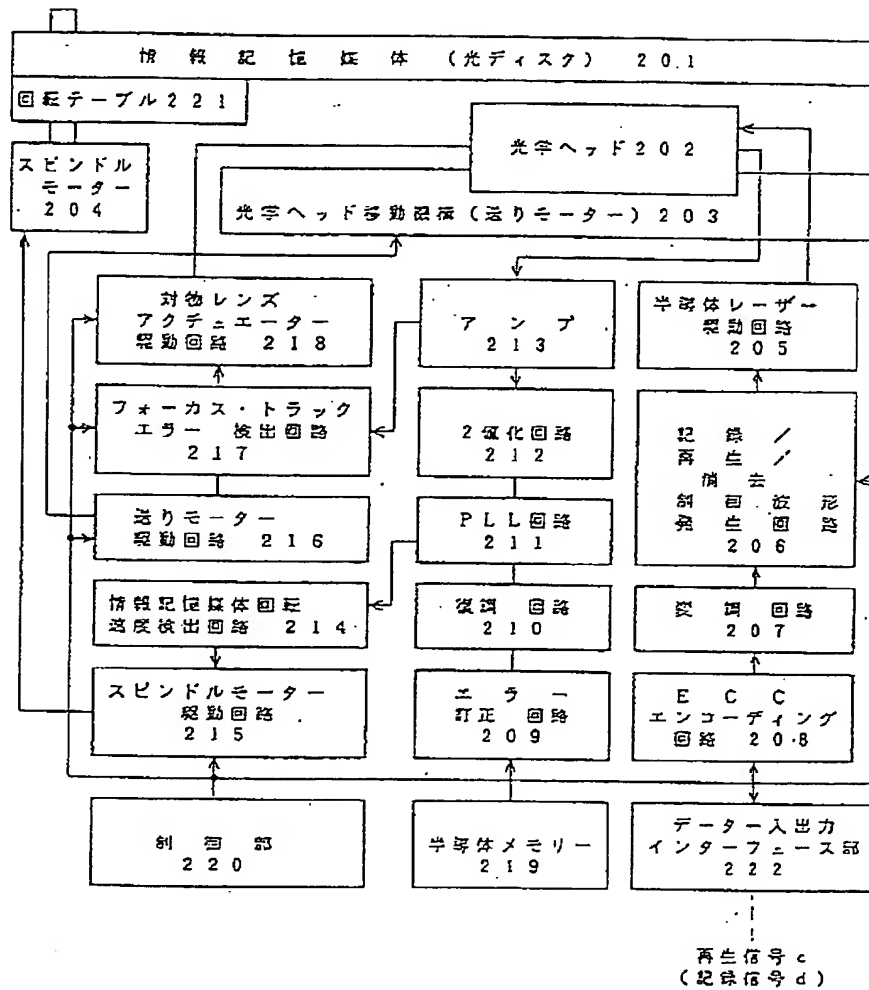 情報記憶媒体(光ディスク) 20.1
回転テーブル221
スピンドル
モーター
204
光学ヘッド202
光学ヘッド移動機構(送りモーター)203
対物レンズ
アクチュエーター
駆動回路 218
アンプ
213
半導体レーザー
駆動回路
205
フォーカス・トラック
エラー 検出回路
217
2値化回路
212
記録/
再生/
消去
制御波形
発生回路
206
送りモーター
駆動回路 216
PLL回路
211
情報記憶媒体回転
速度検出回路 214
復調 回路
210
変調回路
207
スピンドルモーター
駆動回路
215
エラー
訂正 回路
209
ECC
エンコーディング
回路 20.8
制御部
220
半導体メモリー
219
データー入出力
インターフェース部
222
再生信号c
(記録信号d)